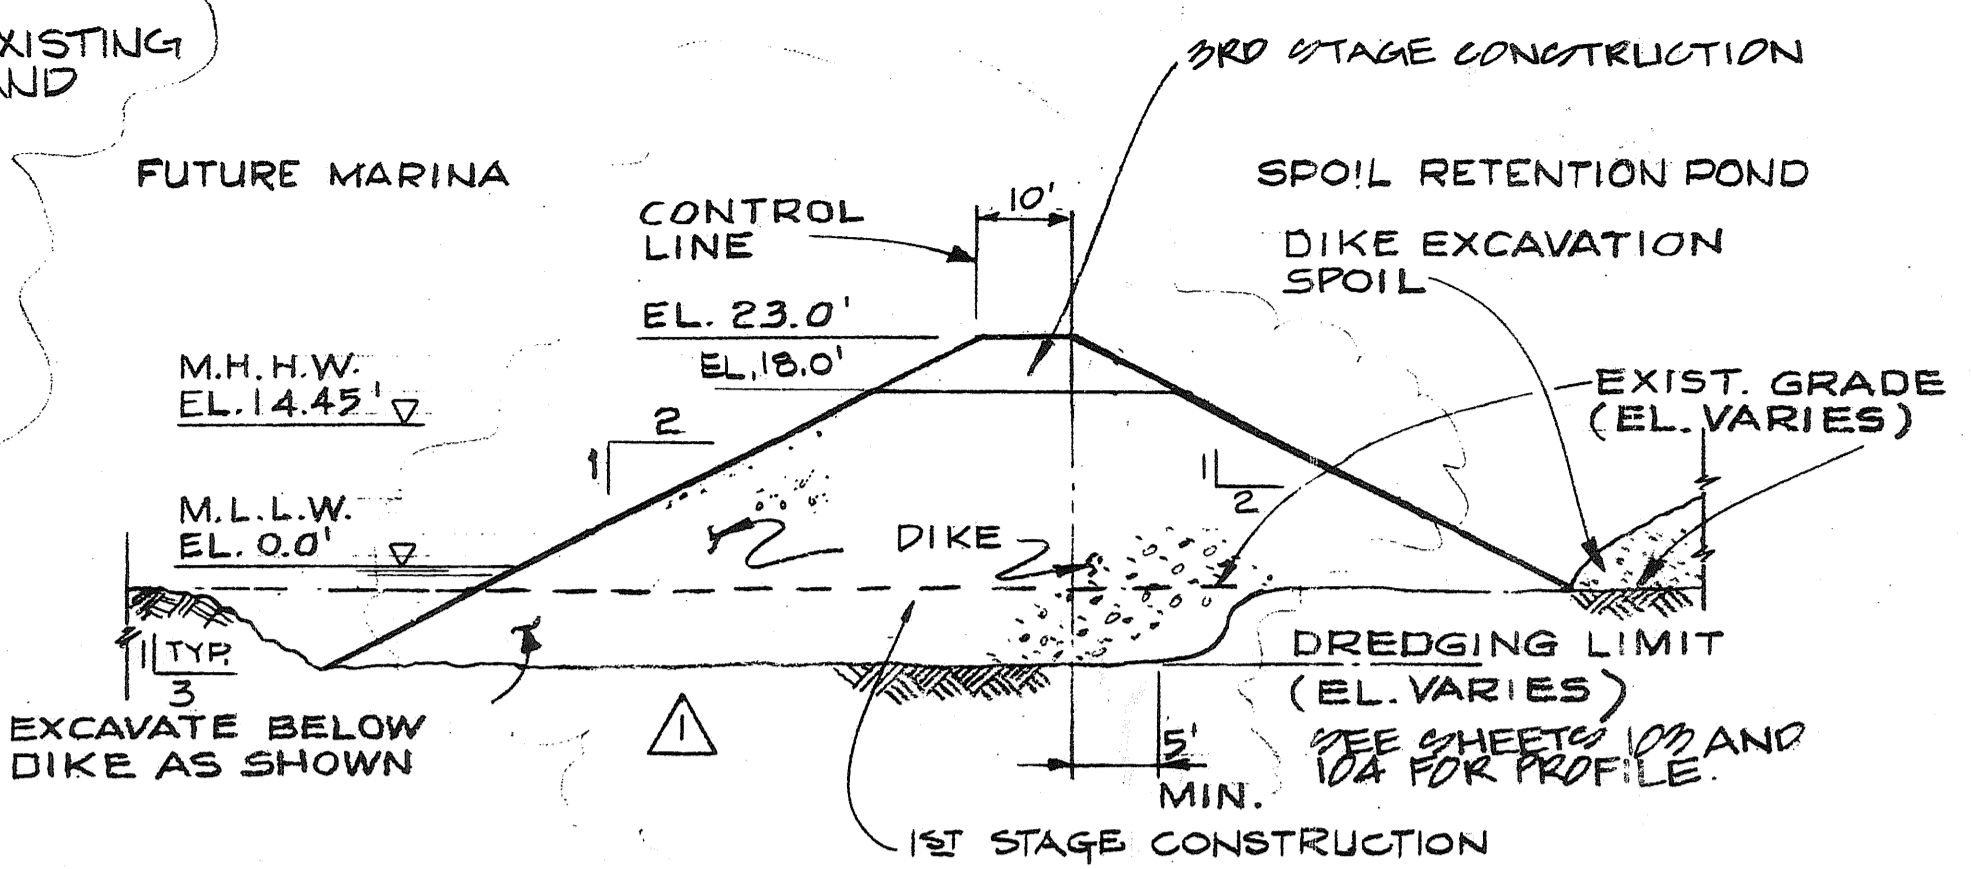 XISTING
AND
3RD STAGE CONSTRUCTION
FUTURE MARINA
SPOIL RETENTION POND
CONTROL
LINE
10'
DIKE EXCAVATION
SPOIL
EL. 23.0'
EL. 18.0'
M.H.H.W.
EL. 14.45'
EXIST. GRADE
(EL. VARIES)
2
1
1
2
M.L.L.W.
EL. 0.0'
DIKE
1
TYP.
3
DREDGING LIMIT
(EL. VARIES)
SEE SHEETS 103 AND
104 FOR PROFILE.
EXCAVATE BELOW
DIKE AS SHOWN
1
5'
MIN.
1ST STAGE CONSTRUCTION